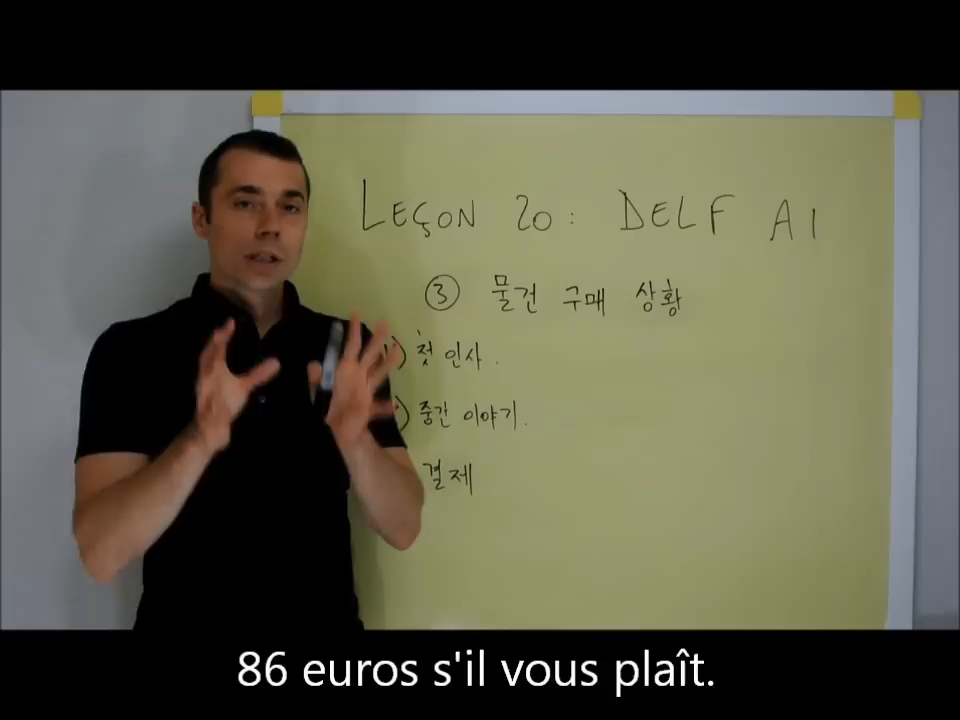 LEÇON 20: DELF A1
③ 물건 구매 상황
) 첫 인사.
) 중간 이야기.
결제
86 euros s'il vous plaît.